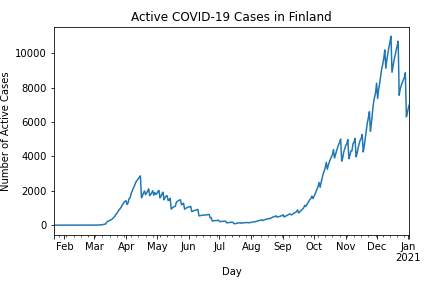 Active COVID-19 Cases in Finland
Number of Active Cases
10000
8000
6000
4000
2000
0
Feb Mar Apr May Jun Jul Aug Sep Oct Nov Dec Jan
2021
Day